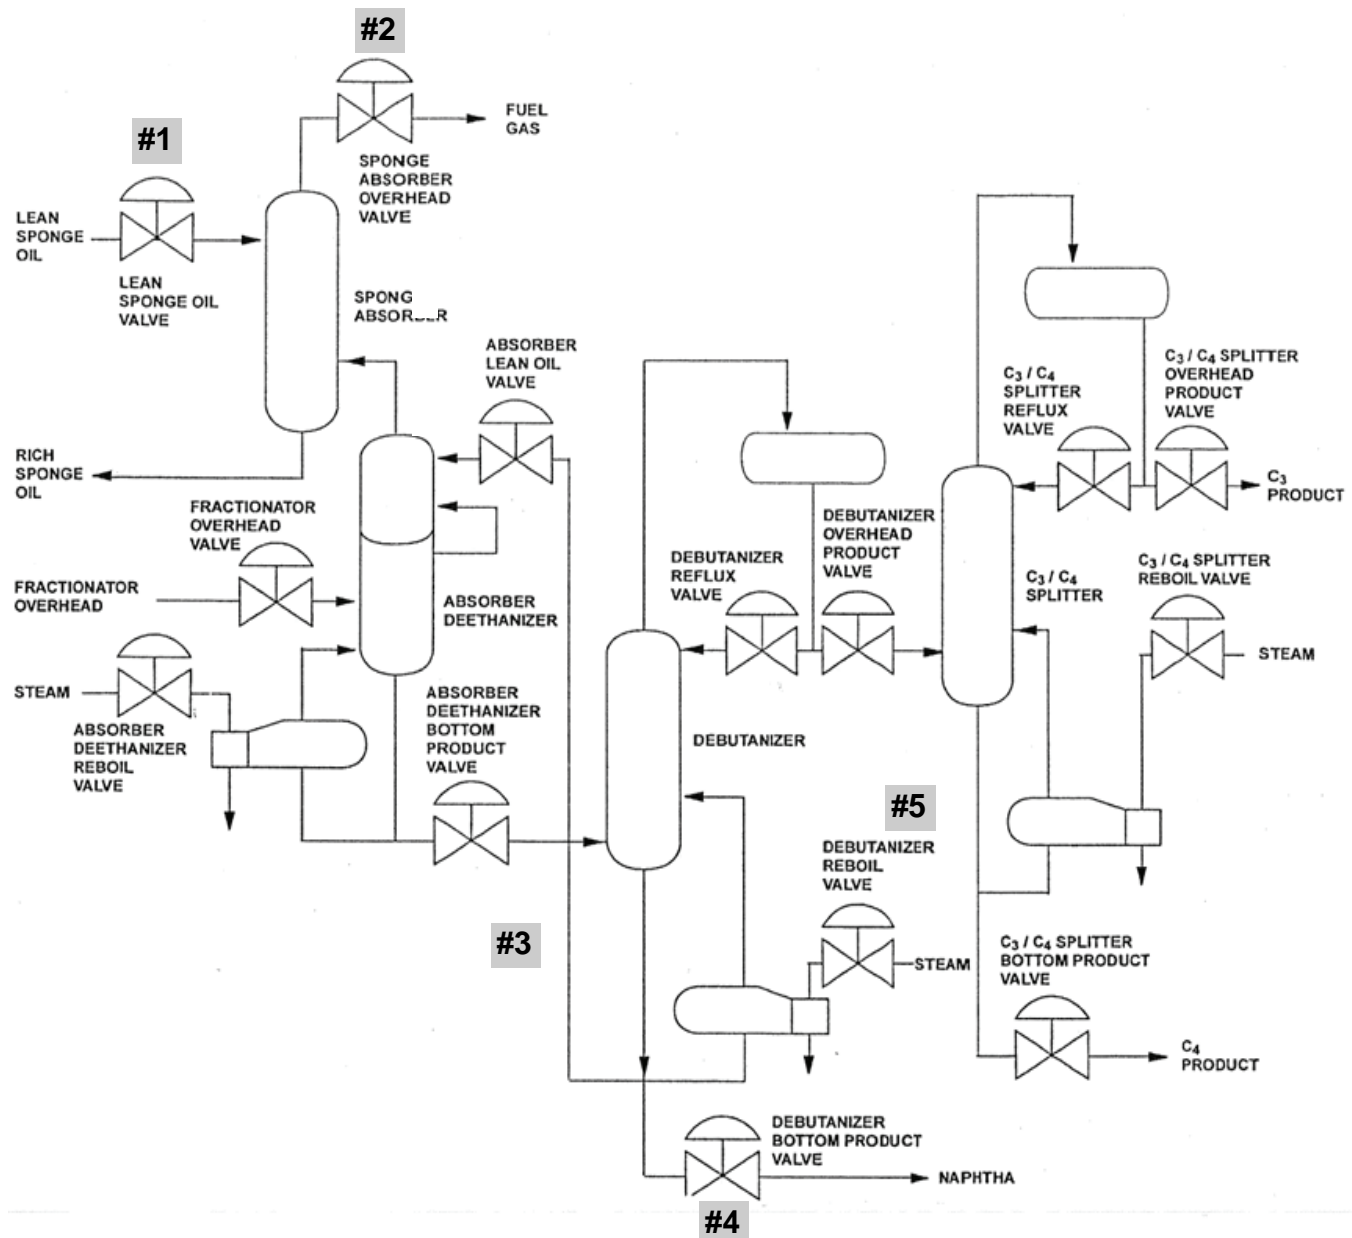 #2
FUEL
GAS
#1
SPONGE
ABSORBER
OVERHEAD
VALVE
LEAN
SPONGE
OIL
LEAN
SPONGE OIL
VALVE
SPONG
ABSORBER
ABSORBER
LEAN OIL
VALVE
C3 / C4
SPLITTER
REFLUX
VALVE
C3 / C4 SPLITTER
OVERHEAD
PRODUCT
VALVE
RICH
SPONGE
OIL
C3
PRODUCT
FRACTIONATOR
OVERHEAD
VALVE
DEBUTANIZER
OVERHEAD
PRODUCT
VALVE
DEBUTANIZER
REFLUX
VALVE
C3 / C4 SPLITTER
REBOIL VALVE
FRACTIONATOR
OVERHEAD
C3 / C4
SPLITTER
ABSORBER
DEETHANIZER
STEAM
STEAM
ABSORBER
DEETHANIZER
REBOIL
VALVE
ABSORBER
DEETHANIZER
BOTTOM
PRODUCT
VALVE
DEBUTANIZER
#5
DEBUTANIZER
REBOIL
VALVE
#3
STEAM
C3 / C4 SPLITTER
BOTTOM PRODUCT
VALVE
C4
PRODUCT
DEBUTANIZER
BOTTOM PRODUCT
VALVE
NAPHTHA
#4